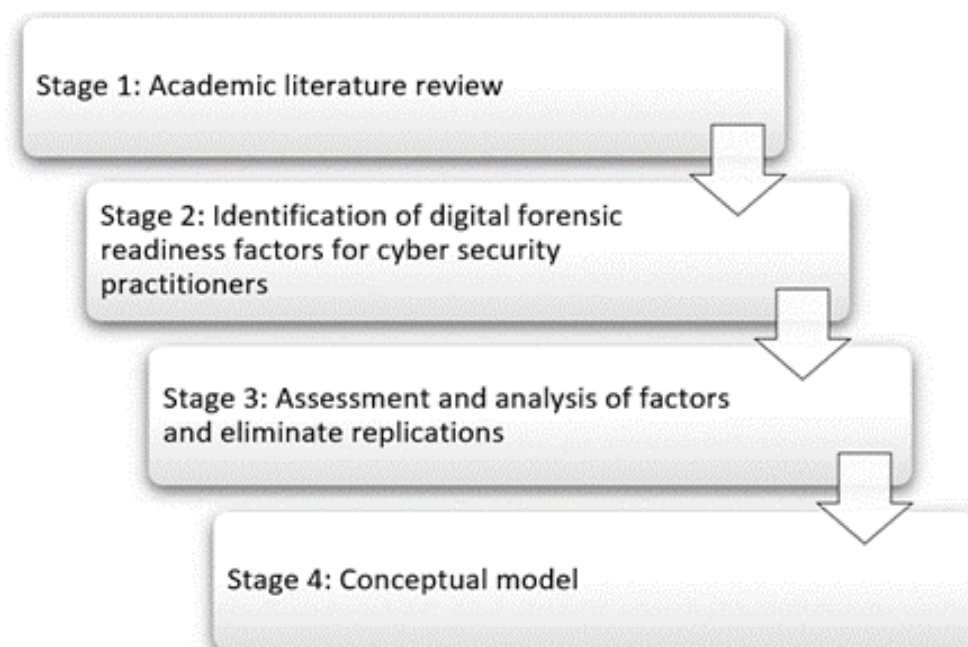 Stage 1: Academic literature review
Stage 2: Identification of digital forensic
readiness factors for cyber security
practitioners
Stage 3: Assessment and analysis of factors
and eliminate replications
Stage 4: Conceptual model